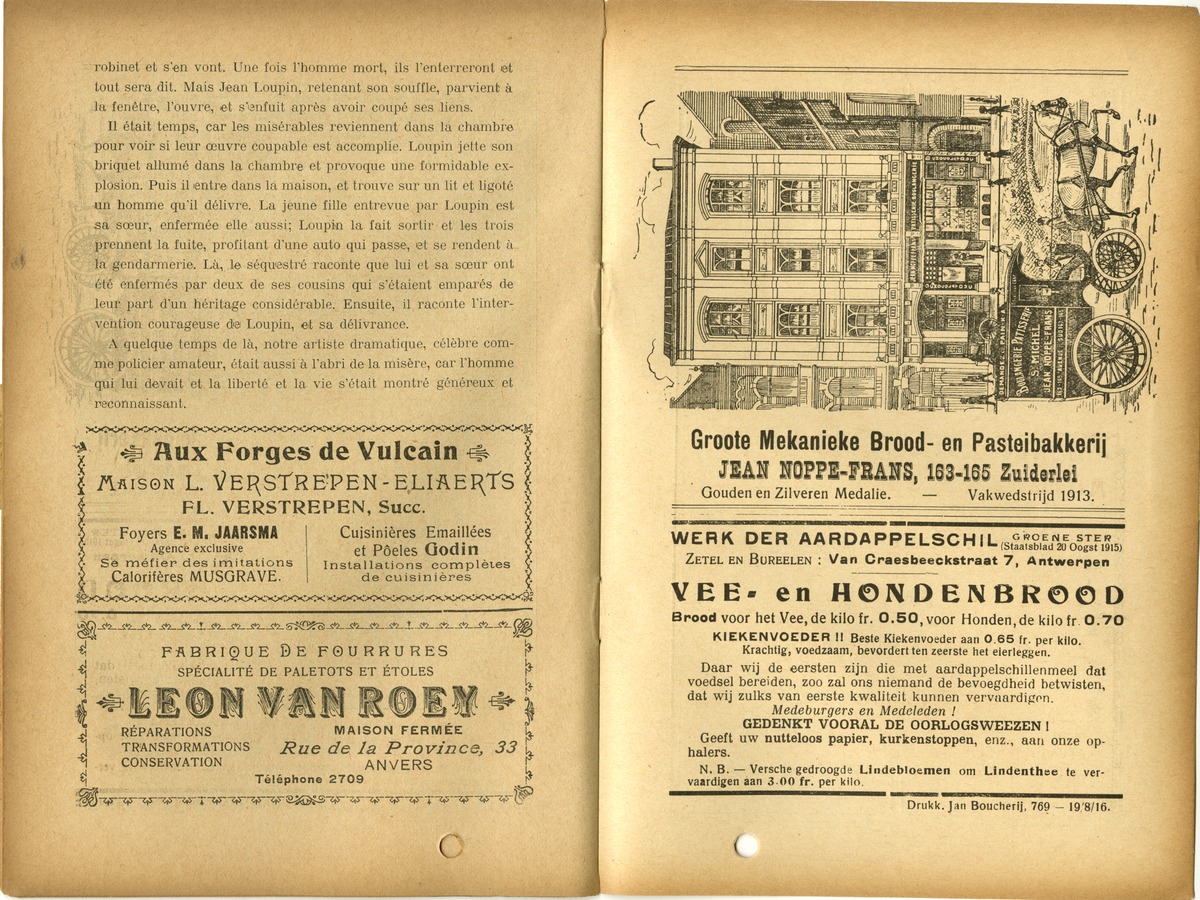 robinet et s'en vont. Une fois l'homme mort, ils l'enterreront et
tout sera dit. Mais Jean Loupin, retenant son souffle, parvient à
la fenêtre, l'ouvre, et s'enfuit après avoir coupé ses liens.
Il était temps, car les misérables reviennent dans la chambre
pour voir si leur œuvre coupable est accomplie. Loupin jette son
briquet allumé dans la chambre et provoque une formidable ex-
plosion. Puis il entre dans la maison, et trouve sur un lit et ligoté
un homme qu'il délivre. La jeune fille entrevue par Loupin est
sa sœur, enfermée elle aussi; Loupin la fait sortir et les trois
prennent la fuite, profitant d'une auto qui passe, et se rendent à
la gendarmerie. Là, le séquestré raconte que lui et sa sœur ont
été enfermés par deux de ses cousins qui s'étaient emparés de
leur part d'un héritage considérable. Ensuite, il raconte l'inter-
vention courageuse de Loupin, et sa délivrance.
A quelque temps de là, notre artiste dramatique, célèbre com-
me policier amateur, était aussi à l'abri de la misère, car l'homme
qui lui devait et la liberté et la vie s'était montré généreux et
reconnaissant.
Aux Forges de Vulcain
MAISON L. VERSTREPEN-ELIAERTS
FL. VERSTREPEN, Succ.
Foyers E. M. JAARSMA
Agence exclusive
Se méfier des imitations
Calorifères MUSGRAVE.
Cuisinières Emaillées
et Pôeles Godin
Installations complètes
de cuisinières
FABRIQUE DE FOURRURES
SPÉCIALITÉ DE PALETOTS ET ÉTOLES
LEON VAN ROEY
RÉPARATIONS
TRANSFORMATIONS
CONSERVATION
MAISON FERMÉE
Rue de la Province, 33
ANVERS
Téléphone 2709
BOULANGERIE PATISSERIE
ST MICHEL
JEAN NOPPE-FRANS
Groote Mekanieke Brood- en Pasteibakkerij
JEAN NOPPE-FRANS, 163-165 Zuiderlei
Gouden en Zilveren Medalie. — Vakwedstrijd 1913.
WERK DER AARDAPPELSCHIL GROENE STER
(Staatsblad 20 Oogst 1915)
ZETEL EN BUREELEN : Van Craesbeeckstraat 7, Antwerpen
VEE- en HONDENBROOD
Brood voor het Vee, de kilo fr. 0.50, voor Honden, de kilo fr. 0.70
KIEKENVOEDER !! Beste Kiekenvoeder aan 0.65 fr. per kilo.
Krachtig, voedzaam, bevordert ten zeerste het eierleggen.
Daar wij de eersten zijn die met aardappelschillenmeel dat
voedsel bereiden, zoo zal ons niemand de bevoegdheid betwisten,
dat wij zulks van eerste kwaliteit kunnen vervaardigen.
Medeburgers en Medeleden !
GEDENKT VOORAL DE OORLOGSWEEZEN !
Geeft uw nutteloos papier, kurkenstoppen, enz., aan onze op-
halers.
N. B. — Versche gedroogde Lindebloemen om Lindenthee te ver-
vaardigen aan 3.00 fr. per kilo.
Drukk. Jan Boucherij, 769 — 19/8/16.